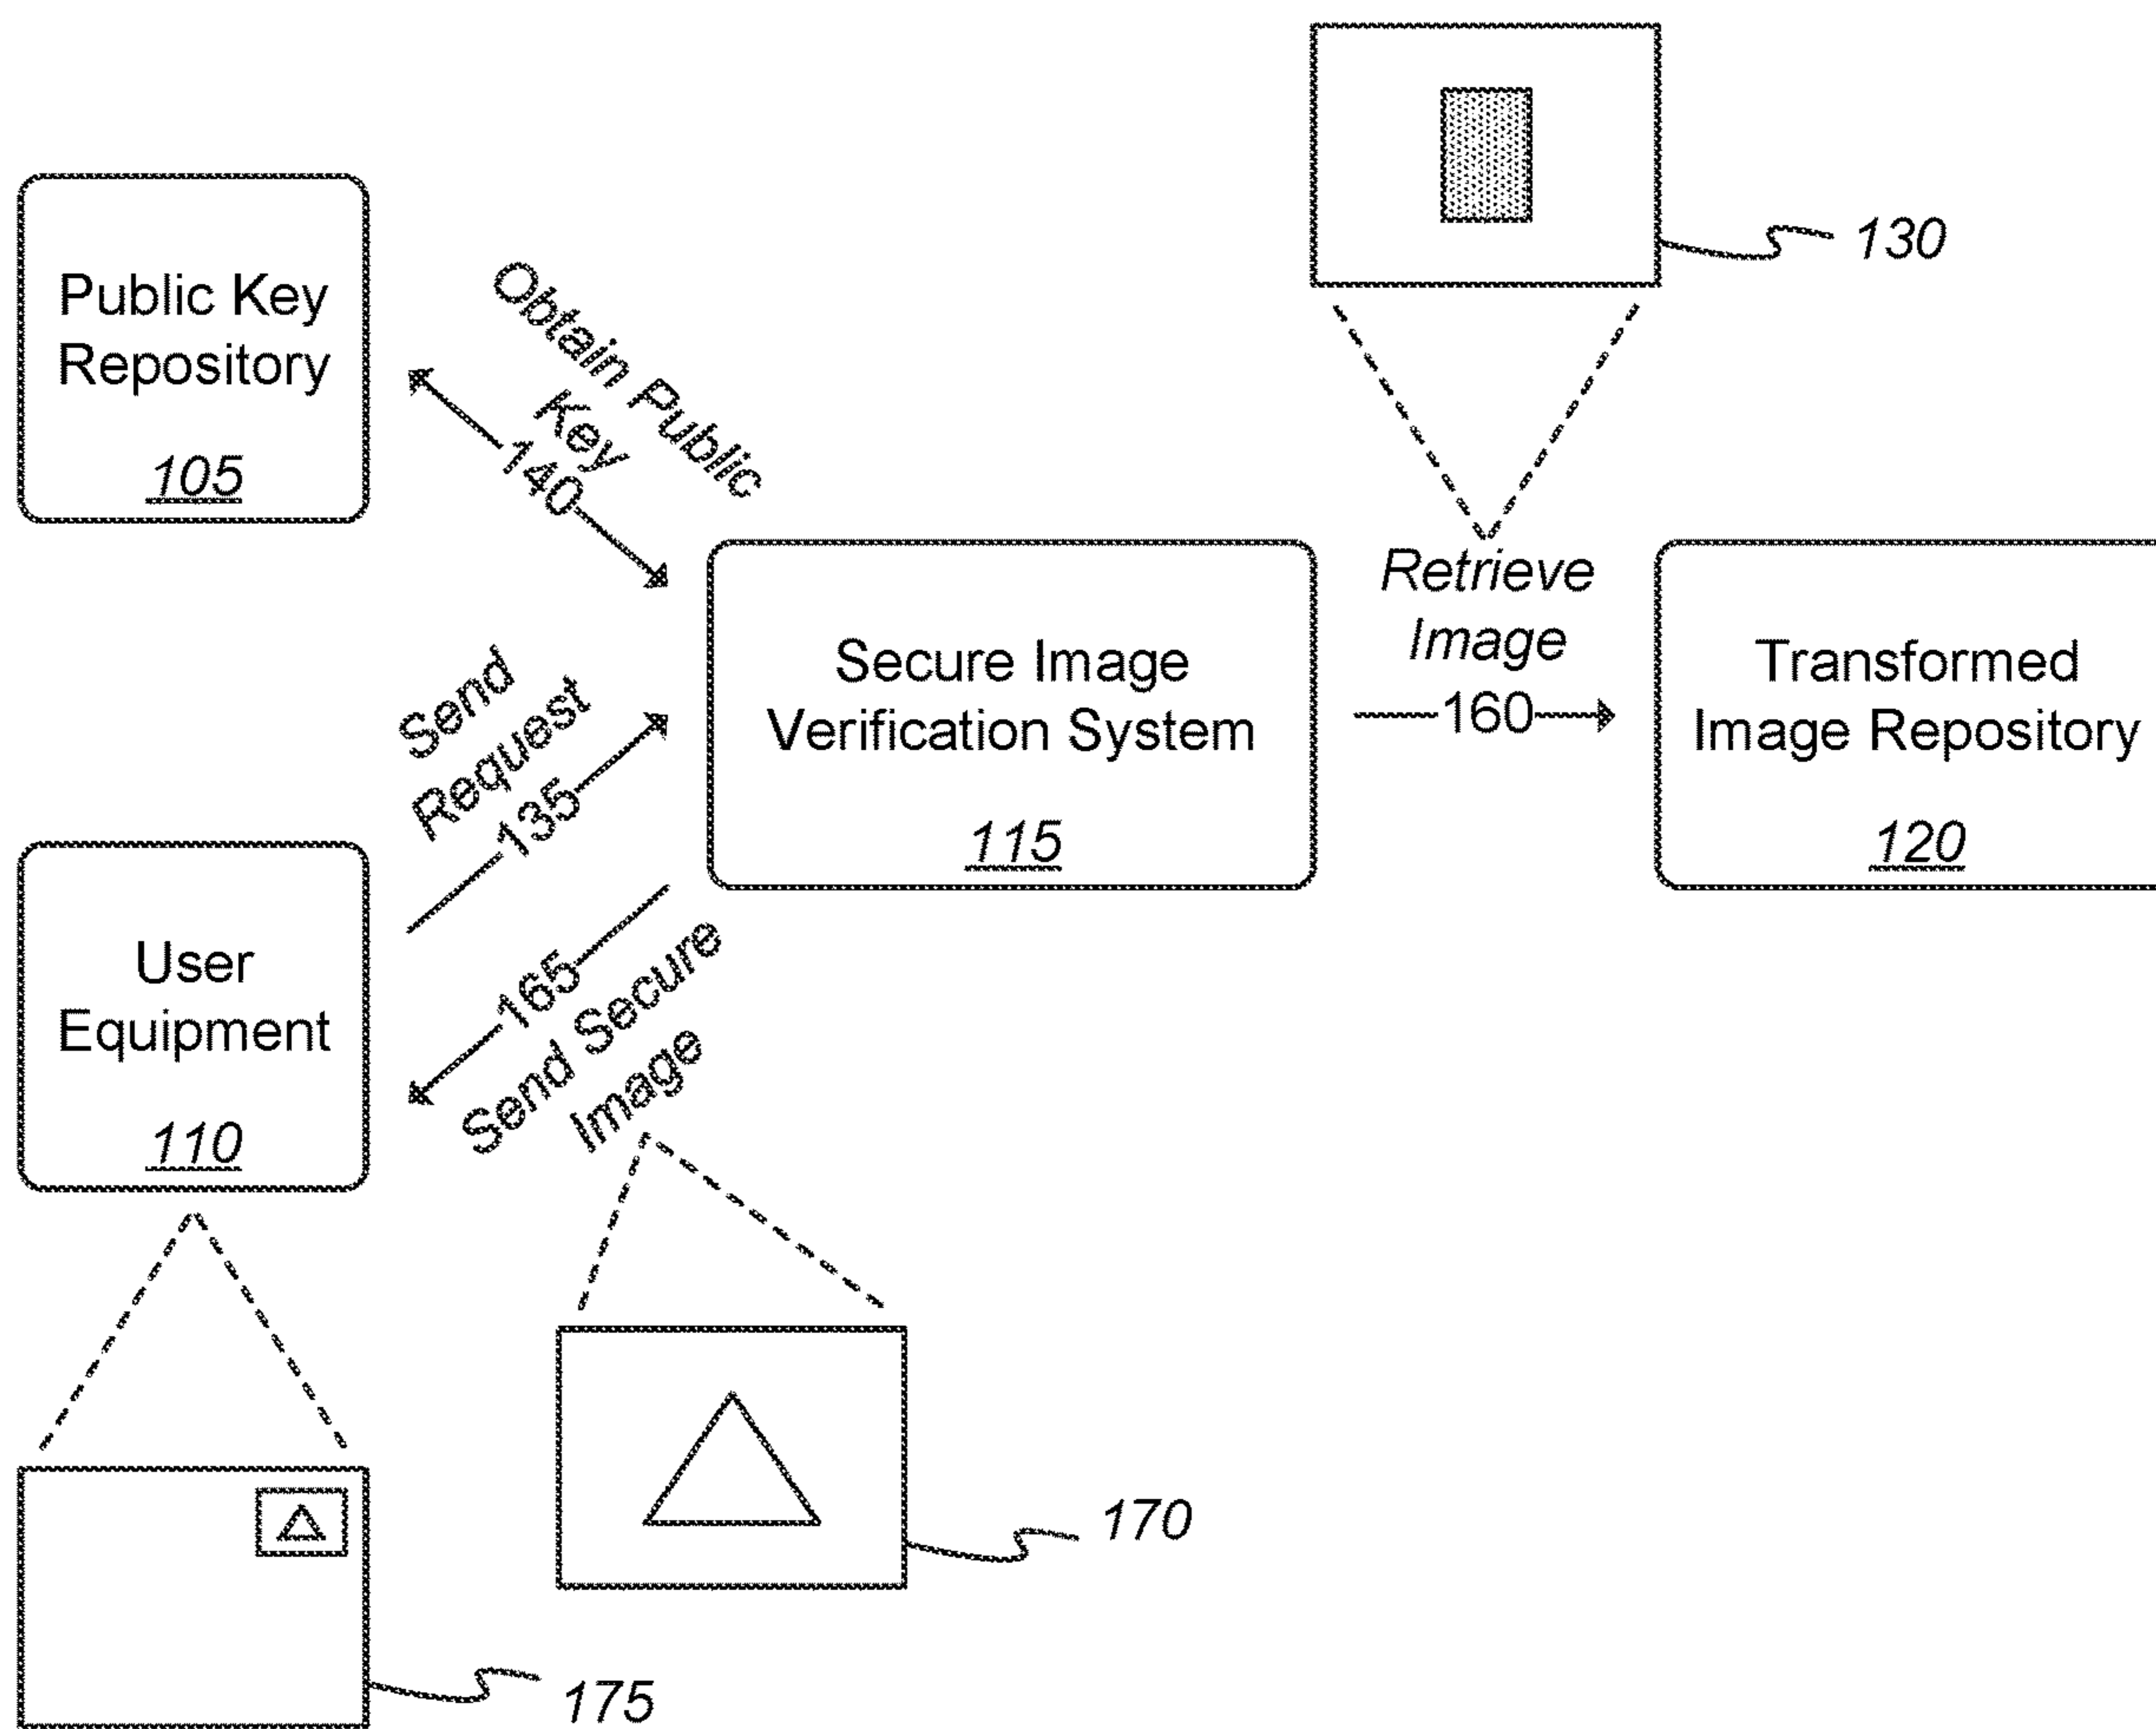 130
Public Key
Repository
105
Obtain Public
Key
140
Retrieve
Image
160
Secure Image
Verification System
115
Transformed
Image Repository
120
Send
Request
135
User
Equipment
110
165
Send Secure
Image
170
175